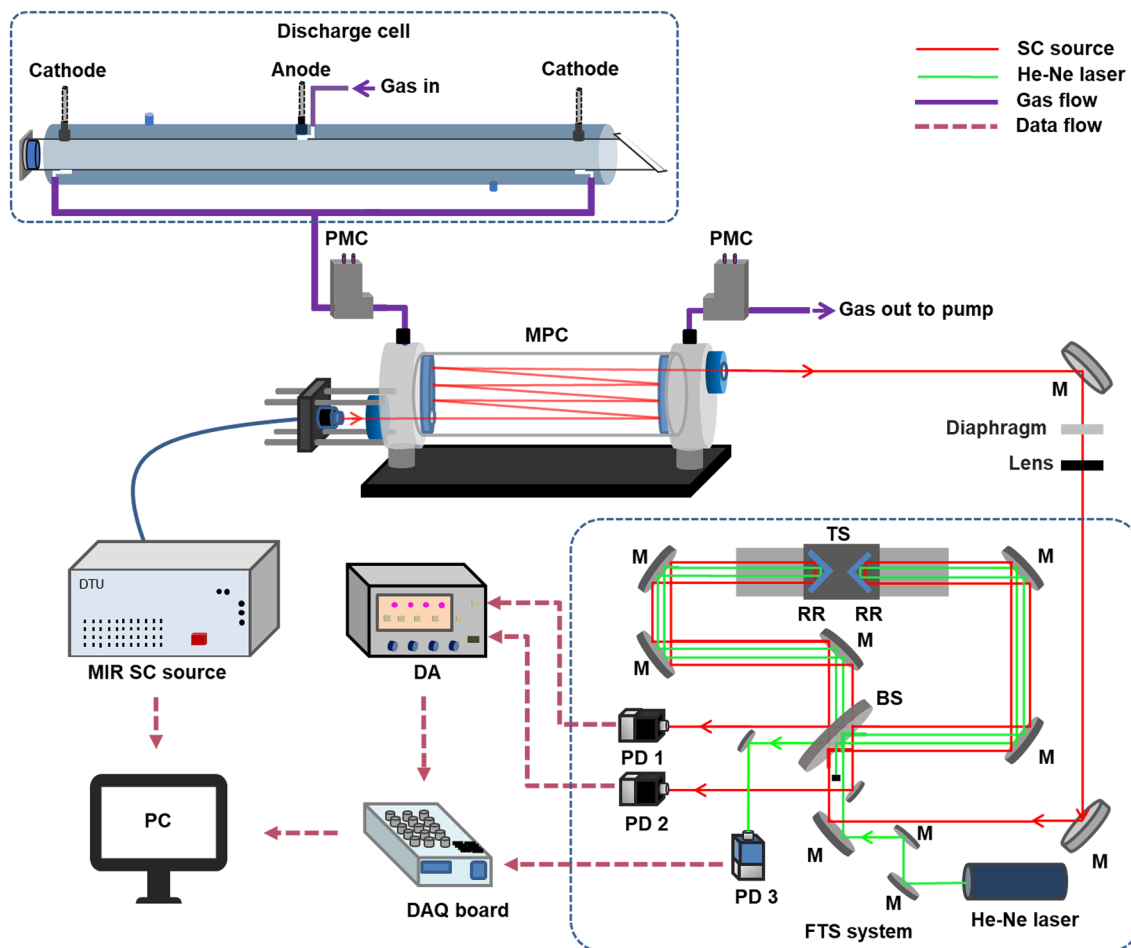 Discharge cell
Cathode
Anode
Cathode
Gas in
SC source
He-Ne laser
Gas flow
Data flow
PMC
PMC
Gas out to pump
MPC
M
Diaphragm
Lens
DTU
MIR SC source
DA
TS
M
M
RR
RR
M
M
BS
M
PD 1
PD 2
PC
DAQ board
PD 3
M
M
M
M
He-Ne laser
FTS system